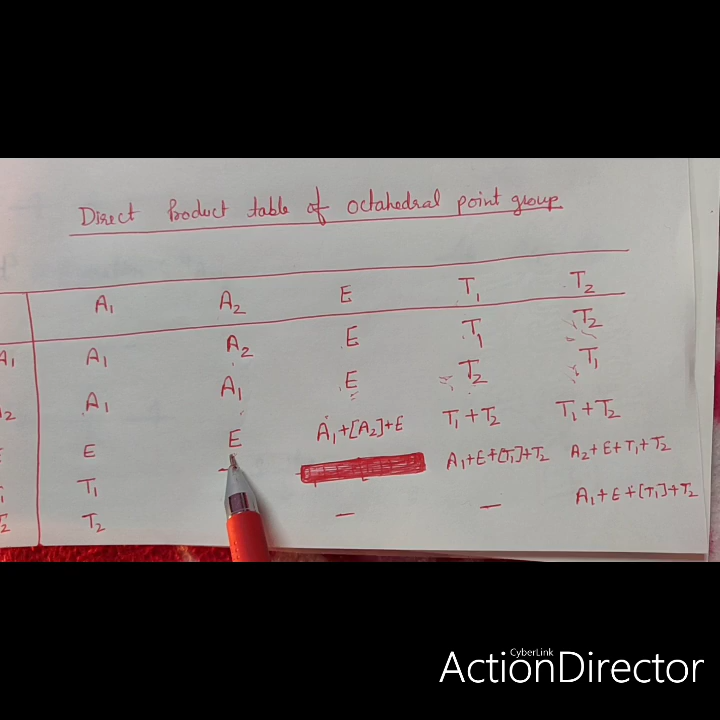 Direct Product table of octahedral point group
A₁ A₂ E T₁ T₂
A₁ A₁ A₂ E T₁ T₂
A₂ A₁ A₁ E T₂ T₁
E E A₁+[A₂]+E T₁+T₂ T₁+T₂
T₁ A₁+E+[T₁]+T₂ A₂+E+T₁+T₂
T₂ T₂ — — A₁+E+[T₁]+T₂
CyberLink
ActionDirector